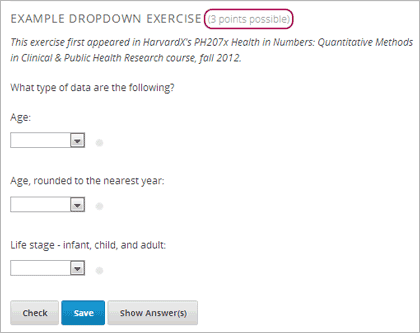 EXAMPLE DROPDOWN EXERCISE (3 points possible)
This exercise first appeared in HarvardX's PH207x Health in Numbers: Quantitative Methods
in Clinical & Public Health Research course, fall 2012.
What type of data are the following?
Age:
Age, rounded to the nearest year:
Life stage - infant, child, and adult:
Check Save Show Answer(s)